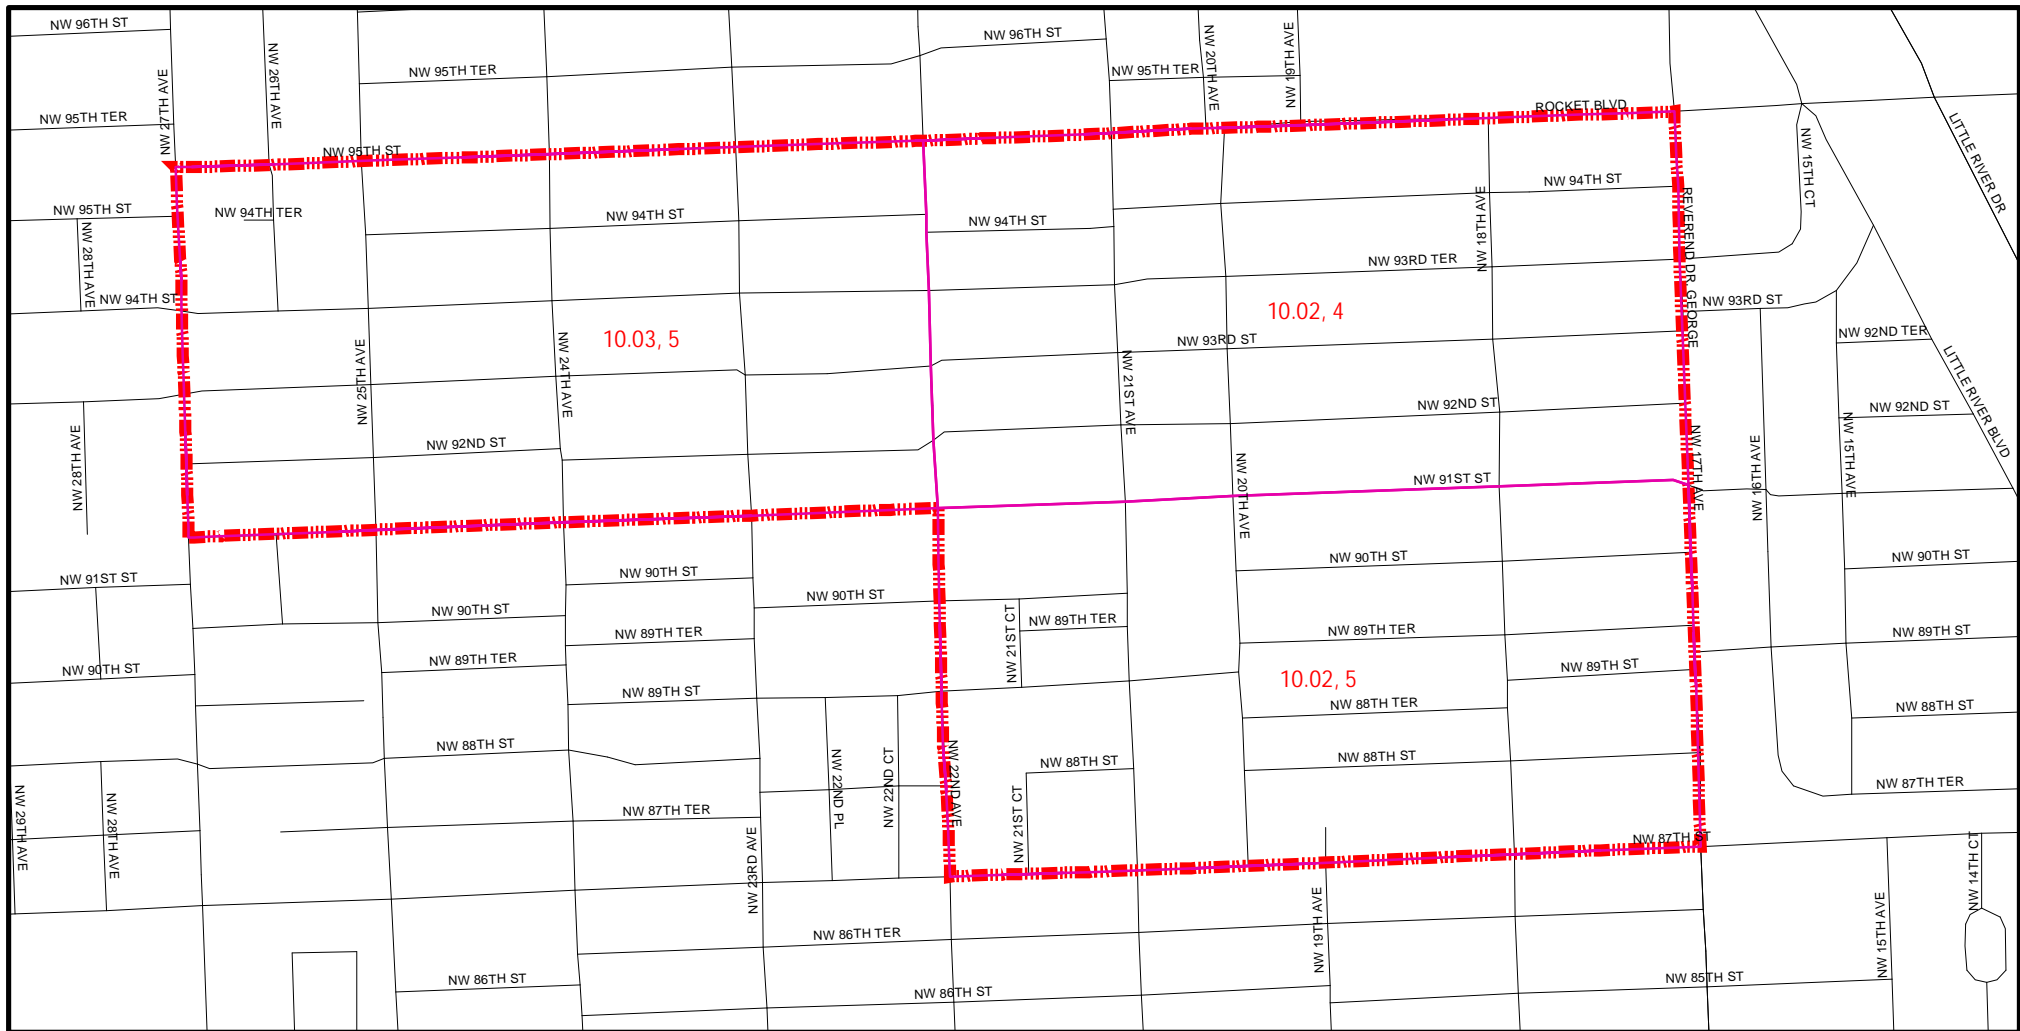 NW 96TH ST
NW 96TH ST
NW 26TH AVE
NW 20TH AVE
NW 19TH AVE
NW 27TH AVE
NW 95TH TER
NW 95TH TER
NW 95TH TER
ROCKET BLVD
LITTLE RIVER DR
NW 95TH ST
NW 15TH CT
NW 95TH ST
NW 94TH TER
NW 94TH ST
NW 94TH ST
NW 94TH ST
NW 18TH AVE
REVEREND DR. GEORGE
NW 28TH AVE
NW 93RD TER
NW 94TH ST
NW 93RD ST
10.03, 5
10.02, 4
NW 93RD ST
NW 92ND TER
NW 25TH AVE
NW 24TH AVE
NW 21ST AVE
LITTLE RIVER BLVD
NW 92ND ST
NW 92ND ST
NW 92ND ST
NW 28TH AVE
NW 20TH AVE
NW 17TH AVE
NW 16TH AVE
NW 15TH AVE
NW 91ST ST
NW 91ST ST
NW 90TH ST
NW 90TH ST
NW 90TH ST
NW 90TH ST
NW 90TH ST
NW 21ST CT
NW 89TH TER
NW 89TH TER
NW 89TH TER
NW 89TH ST
NW 90TH ST
NW 89TH TER
NW 89TH ST
10.02, 5
NW 89TH ST
NW 88TH TER
NW 88TH ST
NW 88TH ST
NW 88TH ST
NW 88TH ST
NW 22ND PL
NW 22ND CT
NW 22ND AVE
NW 21ST CT
NW 87TH TER
NW 29TH AVE
NW 28TH AVE
NW 87TH TER
NW 87TH ST
NW 23RD AVE
NW 14TH CT
NW 19TH AVE
NW 15TH AVE
NW 86TH TER
NW 86TH ST
NW 86TH ST
NW 85TH ST